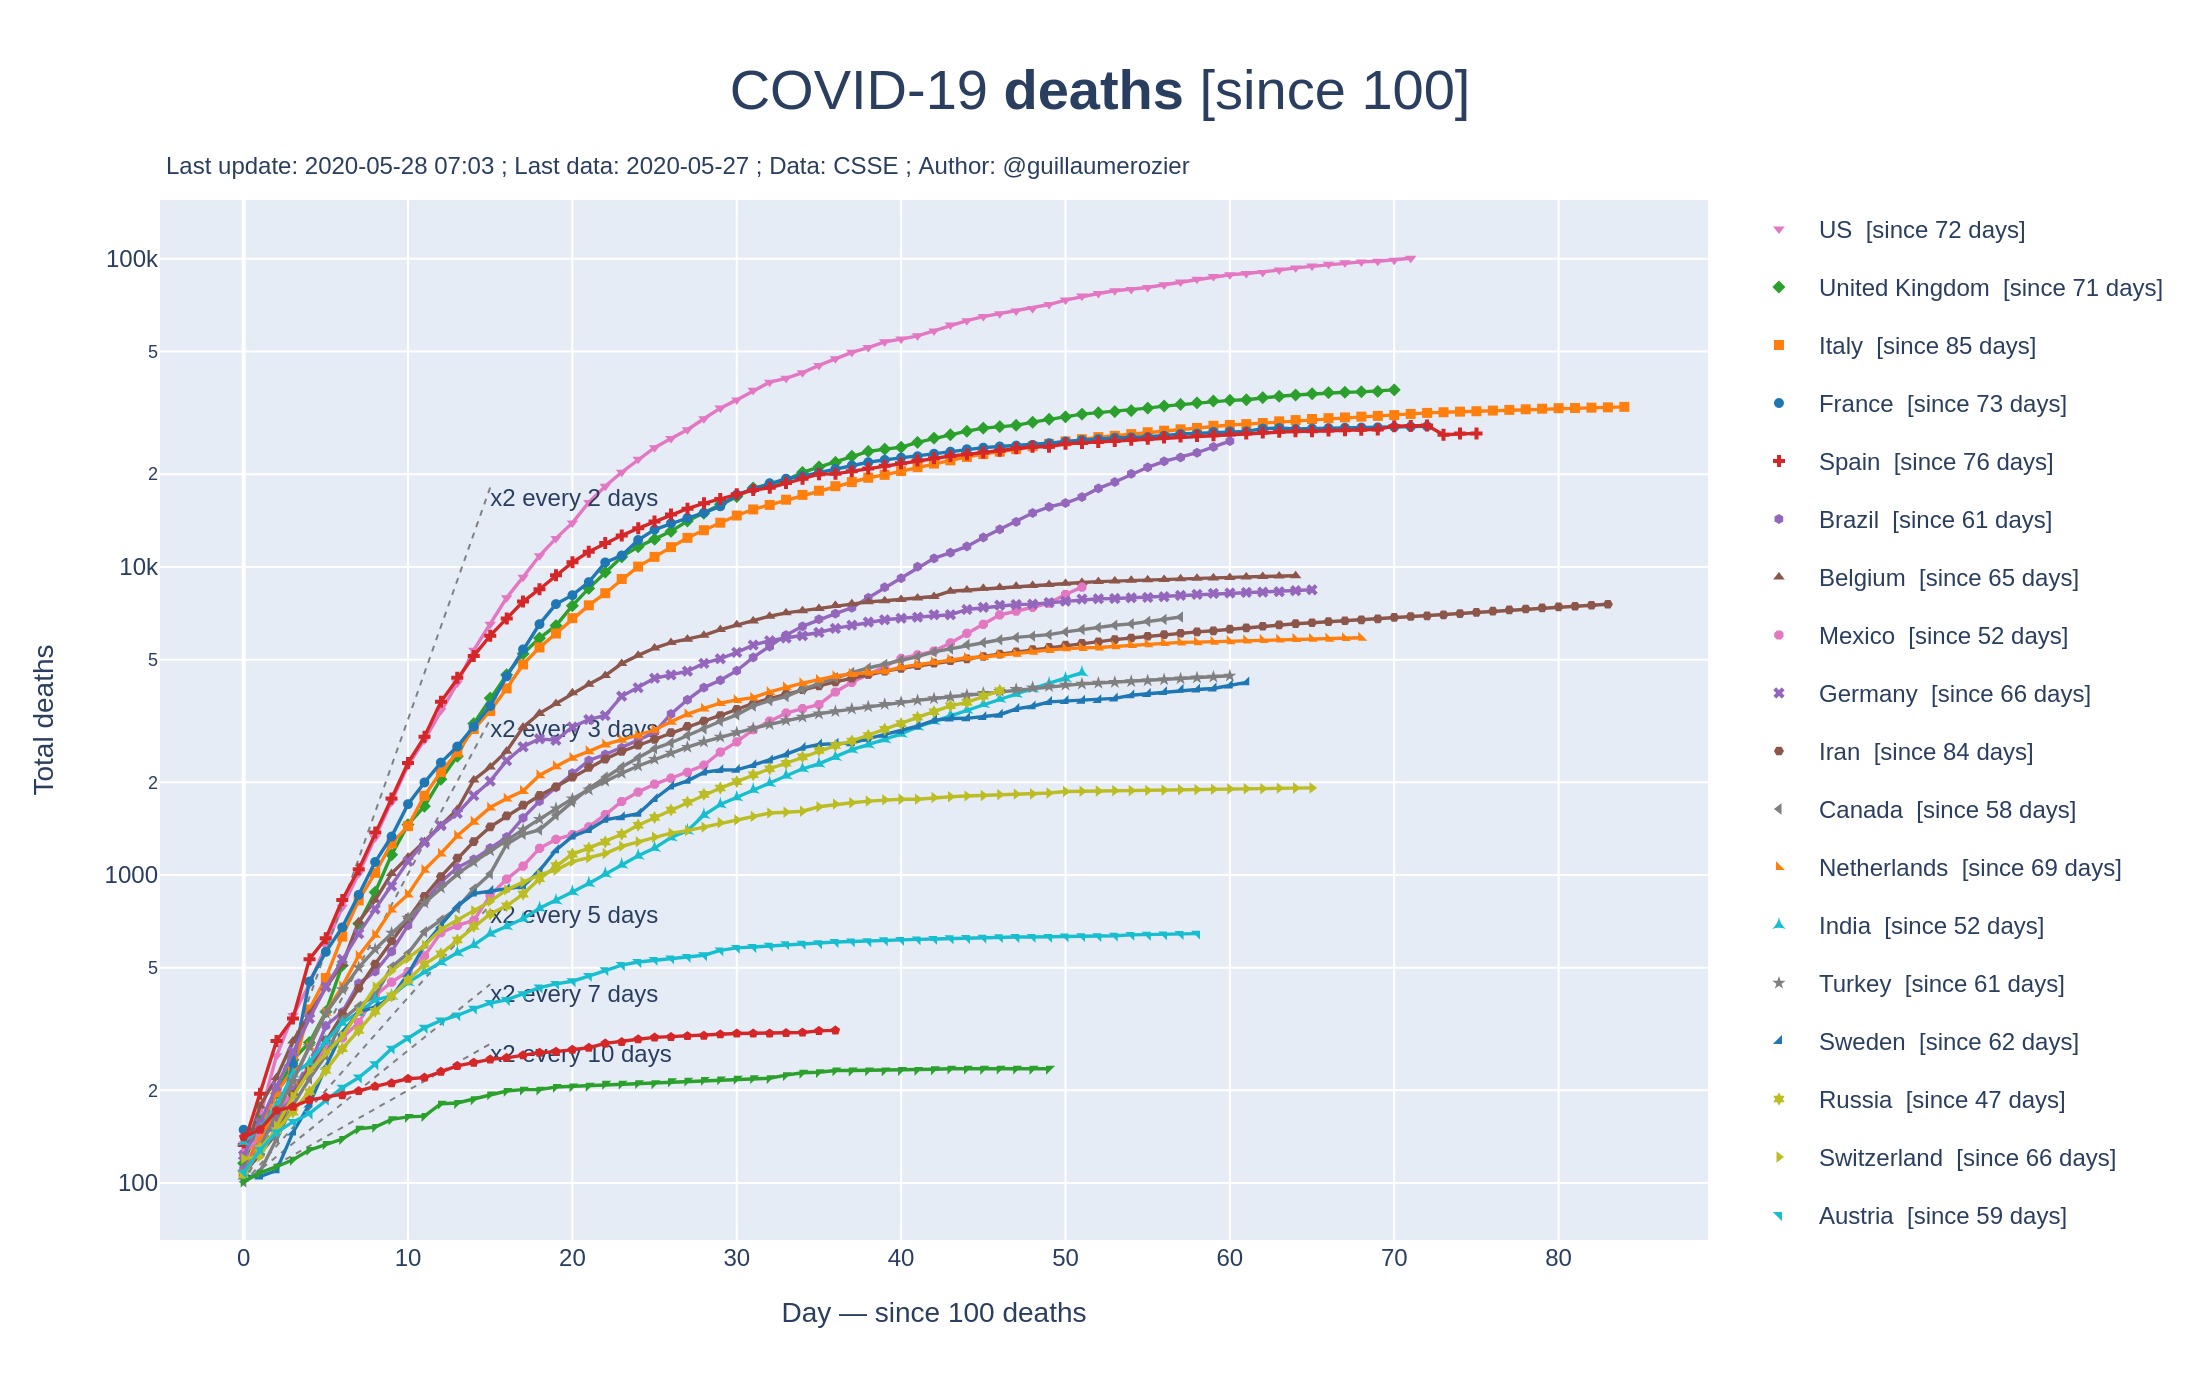 COVID-19 deaths [since 100]
Last update: 2020-05-28 07:03 ; Last data: 2020-05-27 ; Data: CSSE ; Author: @guillaumerozier
Total deaths
100k
5
2
10k
5
2
1000
5
2
100
x2 every 2 days
x2 every 3 days
x2 every 5 days
x2 every 7 days
x2 every 10 days
0 10 20 30 40 50 60 70 80
Day — since 100 deaths
US [since 72 days]
United Kingdom [since 71 days]
Italy [since 85 days]
France [since 73 days]
Spain [since 76 days]
Brazil [since 61 days]
Belgium [since 65 days]
Mexico [since 52 days]
Germany [since 66 days]
Iran [since 84 days]
Canada [since 58 days]
Netherlands [since 69 days]
India [since 52 days]
Turkey [since 61 days]
Sweden [since 62 days]
Russia [since 47 days]
Switzerland [since 66 days]
Austria [since 59 days]